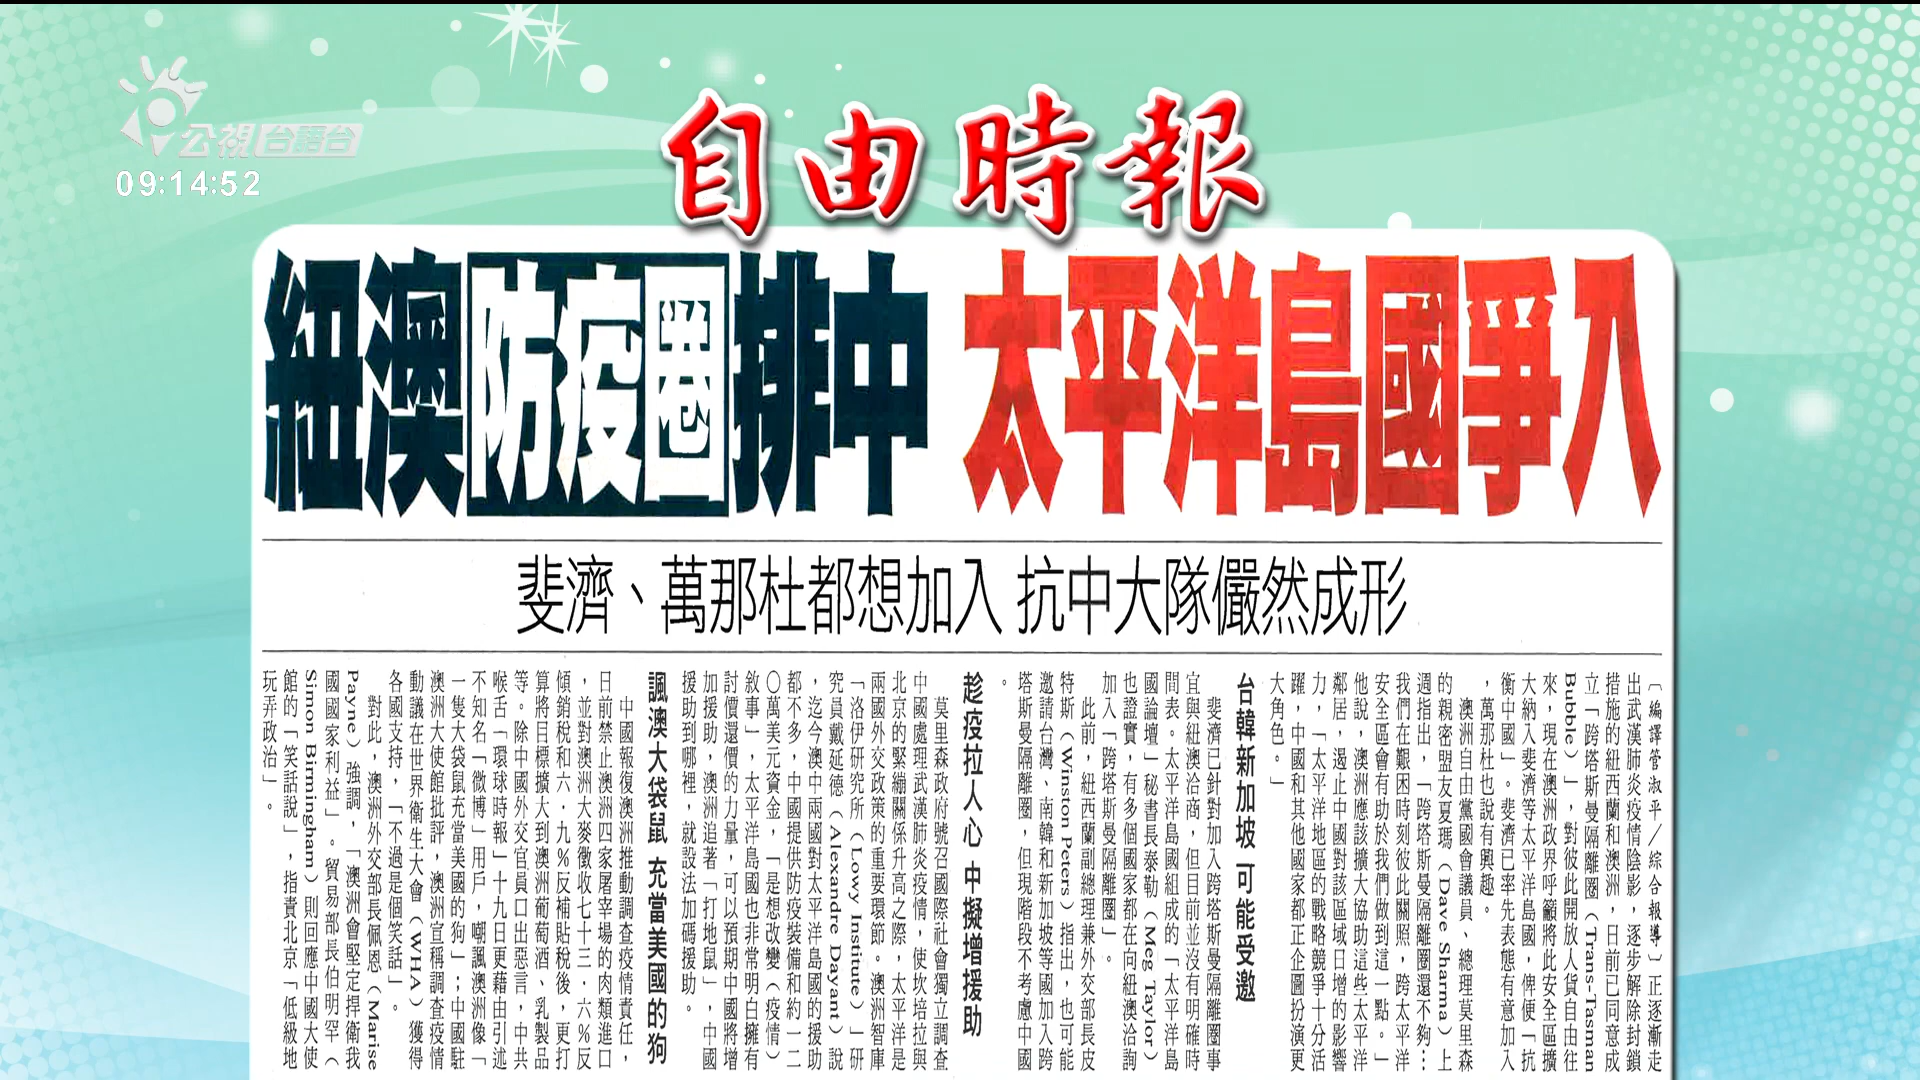 公視台語台
09:14:52
自由時報
紐澳防疫圈排中 太平洋島國爭入
斐濟、萬那杜都想加入 抗中大隊儼然成形
〔編譯管淑平/綜合報導〕正逐漸走
出武漢肺炎疫情陰影,逐步解除封鎖
措施的紐西蘭和澳洲,日前已同意成
立「跨塔斯曼隔離圈(Trans-Tasman
Bubble)」,對彼此開放人貨自由往
來,現在澳洲政界呼籲將此安全區擴
大納入斐濟等太平洋島國,俾便「抗
衡中國」。斐濟已率先表態有意加入
,萬那杜也說有興趣。
澳洲自由黨國會議員、總理莫里森
的親密盟友夏瑪(Dave Sharma)上
週指出,「跨塔斯曼隔離圈還不夠…
我們在艱困時刻彼此關照,跨太平洋
安全區會有助於我們做到這一點。」
他說,澳洲應該擴大協助這些太平洋
鄰居,遏止中國對該區域日增的影響
力,「太平洋地區的戰略競爭十分活
躍,中國和其他國家都正企圖扮演更
大角色。」
台韓新加坡 可能受邀
斐濟已針對加入跨塔斯曼隔離圈事
宜與紐澳洽商,但目前並沒有明確時
間表。太平洋島國組成的「太平洋島
國論壇」秘書長泰勒(Meg Taylor)
也證實,有多個國家都在向紐澳洽詢
加入「跨塔斯曼隔離圈」。
此前,紐西蘭副總理兼外交部長皮
特斯(Winston Peters)指出,也可能
邀請台灣、南韓和新加坡等國加入跨
塔斯曼隔離圈,但現階段不考慮中國
。
趁疫拉人心 中擬增援助
莫里森政府號召國際社會獨立調查
中國處理武漢肺炎疫情,使坎培拉與
北京的緊繃關係升高之際,太平洋是
兩國外交政策的重要環節。澳洲智庫
「洛伊研究所(Lowy Institute)」研
究員戴延德(Alexandre Dayant)說
,迄今澳中兩國對太平洋島國的援助
都不多,中國提供防疫裝備和約一二
〇萬美元資金,「是想改變(疫情)
敘事」,太平洋島國也非常明白擁有
討價還價的力量,可以預期中國將增
加援助,澳洲追著「打地鼠」,中國
援助到哪裡,就設法加碼援助。
諷澳大袋鼠 充當美國的狗
中國報復澳洲推動調查疫情責任,
日前禁止澳洲四家屠宰場的肉類進口
,並對澳洲大麥徵收七十三.六%反
傾銷稅和六.九%反補貼稅後,更打
算將目標擴大到澳洲葡萄酒、乳製品
等。除中國外交官員口出惡言,中共
喉舌「環球時報」十九日更藉由引述
不知名「微博」用戶,嘲諷澳洲像「
一隻大袋鼠充當美國的狗」;中國駐
澳洲大使館批評,澳洲宣稱調查疫情
動議在世界衛生大會(WHA)獲得
各國支持,「不過是個笑話」。
對此,澳洲外交部長佩恩(Marise
Payne)強調,「澳洲會堅定捍衛我
國國家利益」。貿易部長伯明罕(
Simon Birmingham)則回應中國大使
館的「笑話說」,指責北京「低級地
玩弄政治」。